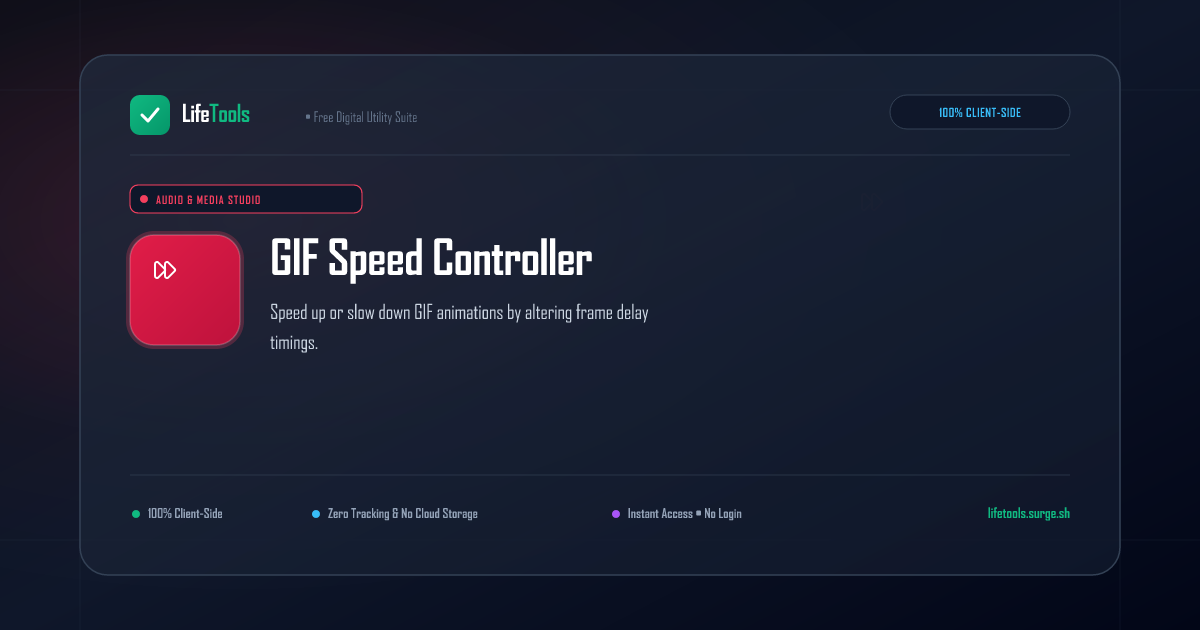 LifeTools
▪ Free Digital Utility Suite
100% CLIENT-SIDE
AUDIO & MEDIA STUDIO
GIF Speed Controller
Speed up or slow down GIF animations by altering frame delay
timings.
100% Client-Side
Zero Tracking & No Cloud Storage
Instant Access ▪ No Login
lifetools.surge.sh